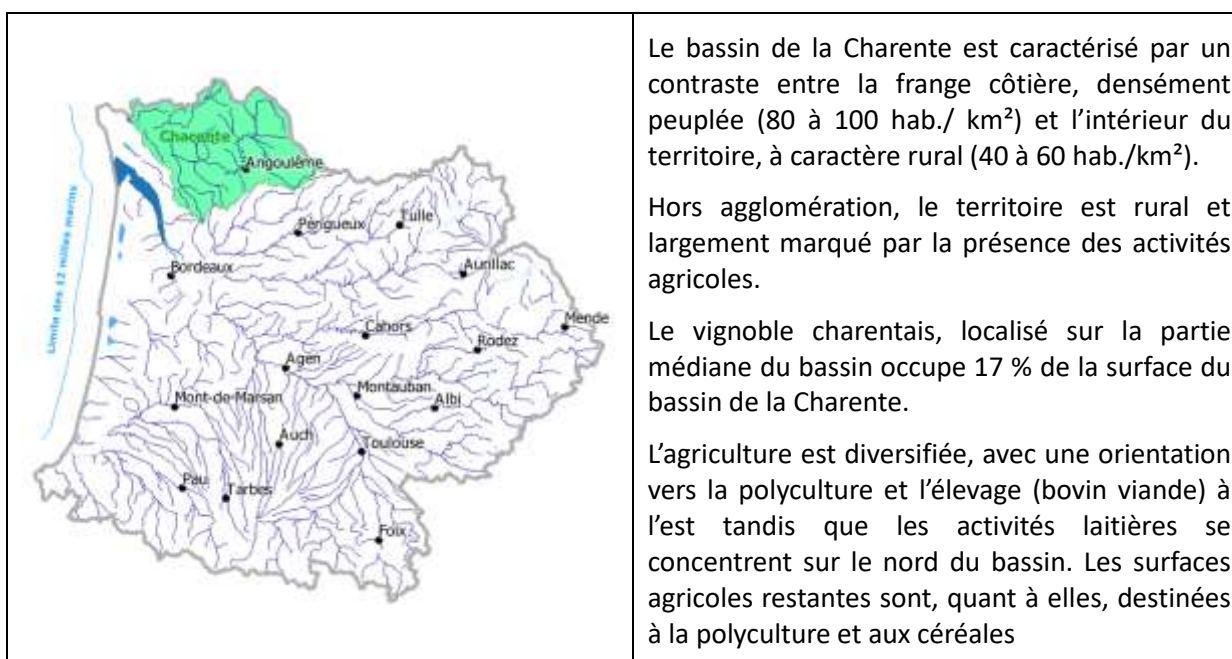 Charente
Angoulême
Limite des 12 milles marins
Périgueux
Tulle
Bordeaux
Aurillac
Mende
Cahors
Rodez
Agen
Montauban
Mont-de-Marsan
Albi
Auch
Toulouse
Pau
Tarbes
Foix
Le bassin de la Charente est caractérisé par un
contraste entre la frange côtière, densément
peuplée (80 à 100 hab./ km²) et l’intérieur du
territoire, à caractère rural (40 à 60 hab./km²).
Hors agglomération, le territoire est rural et
largement marqué par la présence des activités
agricoles.
Le vignoble charentais, localisé sur la partie
médiane du bassin occupe 17 % de la surface du
bassin de la Charente.
L’agriculture est diversifiée, avec une orientation
vers la polyculture et l’élevage (bovin viande) à
l’est tandis que les activités laitières se
concentrent sur le nord du bassin. Les surfaces
agricoles restantes sont, quant à elles, destinées
à la polyculture et aux céréales